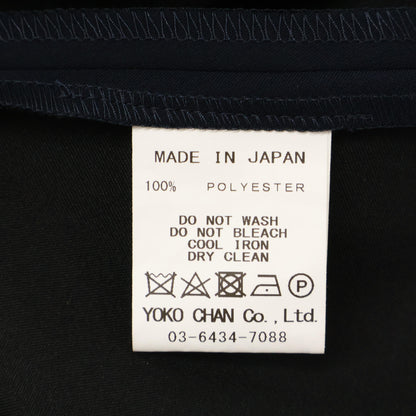 MADE IN JAPAN
100% POLYESTER
DO NOT WASH
DO NOT BLEACH
COOL IRON
DRY CLEAN
P
YOKO CHAN Co., Ltd.
03-6434-7088